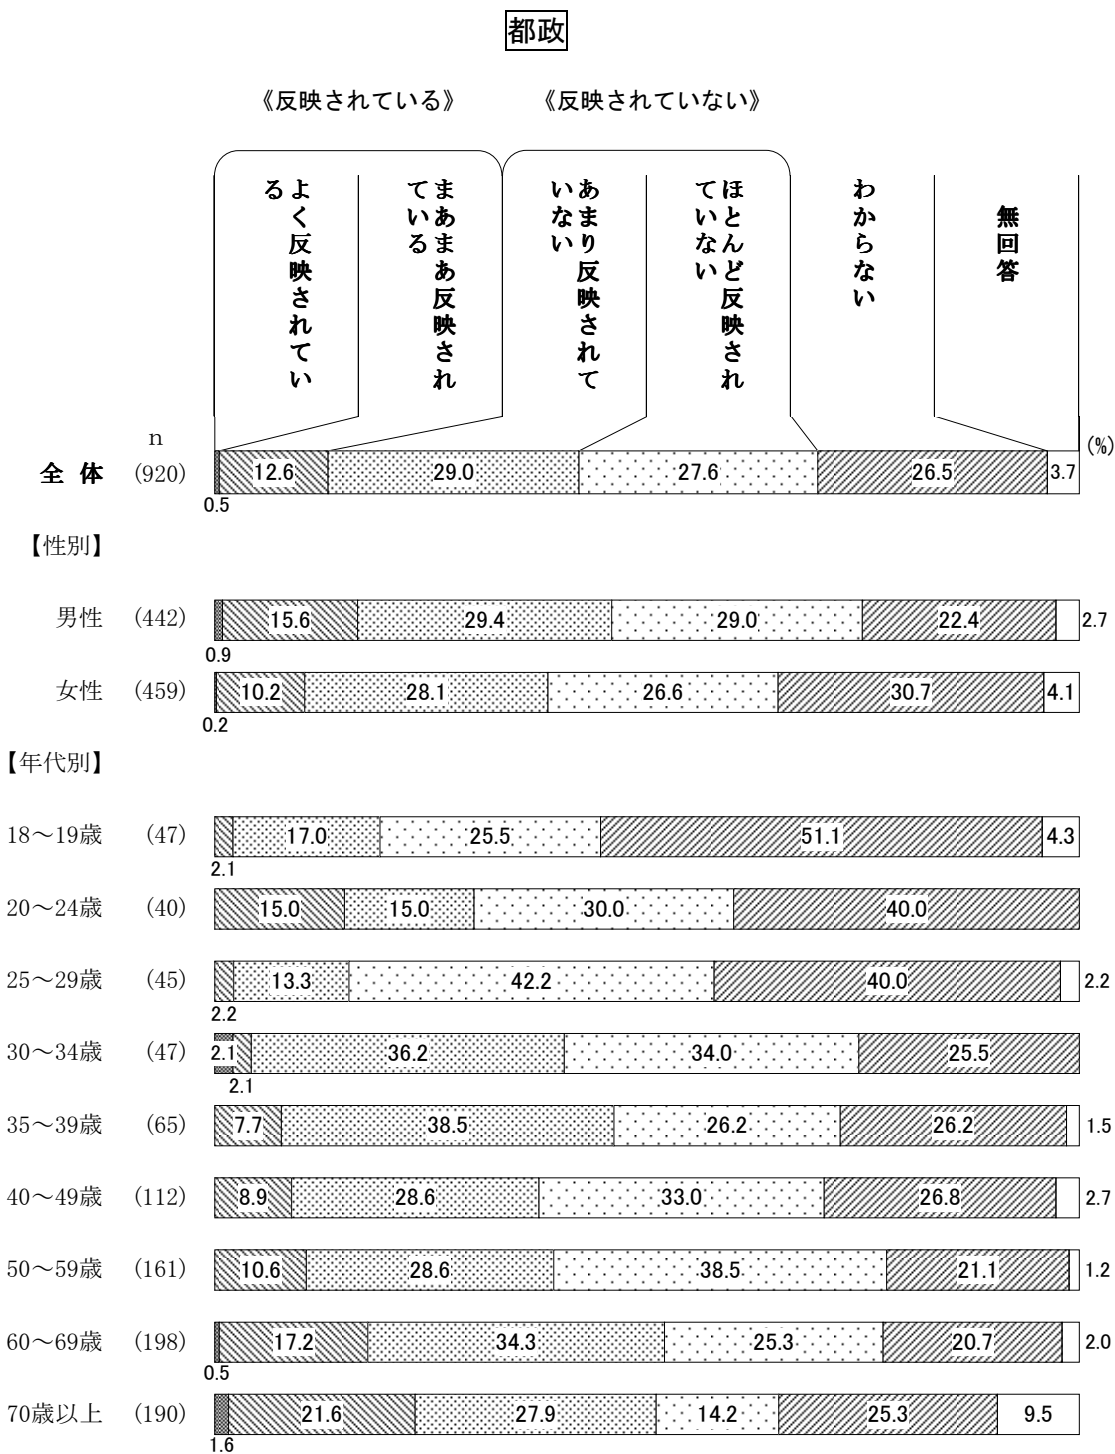 都政
《反映されている》 《反映されていない》
よく反映されている
まあまあ反映されている
あまり反映されていない
ほとんど反映されていない
わからない
無回答
n
(%)
全体 (920) 12.6 29.0 27.6 26.5 3.7
0.5
【性別】
男性 (442) 15.6 29.4 29.0 22.4 2.7
0.9
女性 (459) 10.2 28.1 26.6 30.7 4.1
0.2
【年代別】
18～19歳 (47) 17.0 25.5 51.1 4.3
2.1
20～24歳 (40) 15.0 15.0 30.0 40.0
25～29歳 (45) 13.3 42.2 40.0 2.2
2.2
30～34歳 (47) 2.1 36.2 34.0 25.5
2.1
35～39歳 (65) 7.7 38.5 26.2 26.2 1.5
40～49歳 (112) 8.9 28.6 33.0 26.8 2.7
50～59歳 (161) 10.6 28.6 38.5 21.1 1.2
60～69歳 (198) 17.2 34.3 25.3 20.7 2.0
0.5
70歳以上 (190) 21.6 27.9 14.2 25.3 9.5
1.6